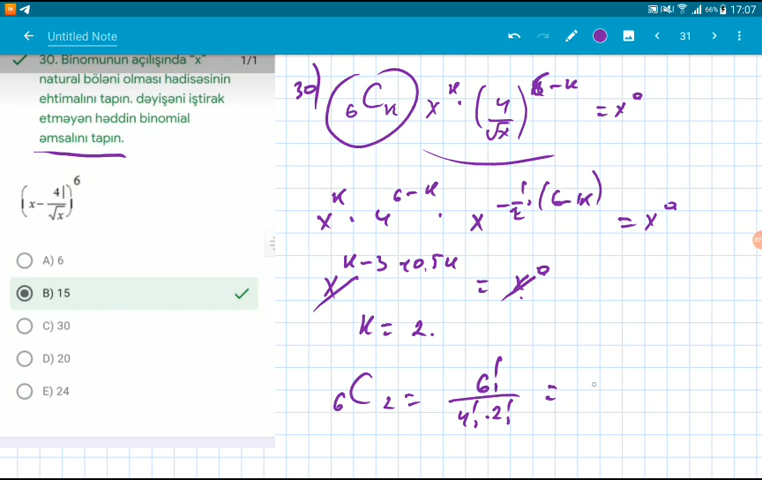 17:07
66%
Untitled Note
31
30. Binomunun açılışında "x"
1/1
natural böləni olması hadisəsinin
ehtimalını tapın. dəyişəni iştirak
etməyən həddin binomial
əmsalını tapın.
(x - 4/√x)^6
A) 6
B) 15
C) 30
D) 20
E) 24
30) ₆Cₖ x^k · (4/√x)^(6-k) = x^0
x^k · 4^(6-k) · x^(-1/2·(6-k)) = x^0
x^(k-3+0.5k) = x^0
k = 2.
₆C₂ = 6!/(4!·2!) =